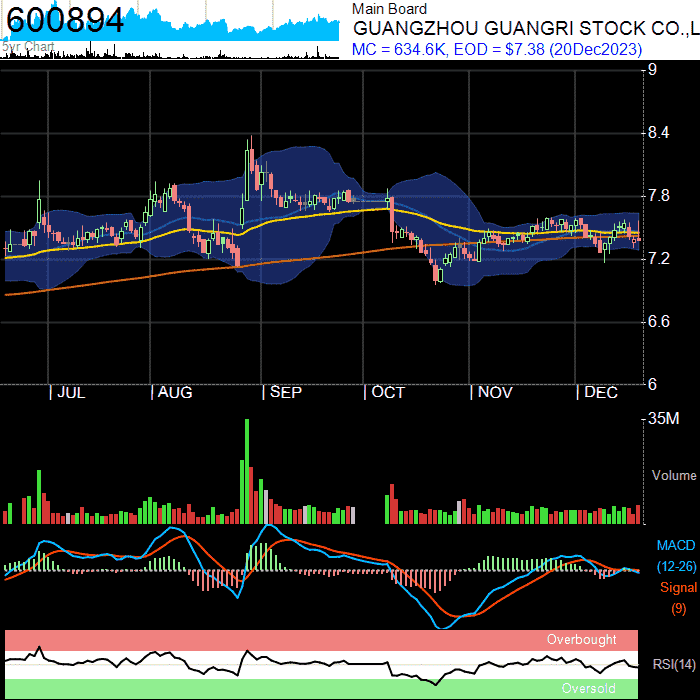 600894
5yr Chart
Main Board
GUANGZHOU GUANGRI STOCK CO.,L
MC = 634.6K, EOD = $7.38 (20Dec2023)
9
8.4
7.8
7.2
6.6
6
| JUL | AUG | SEP | OCT | NOV | DEC
35M
Volume
MACD
(12-26)
Signal
(9)
Overbought
RSI(14)
Oversold